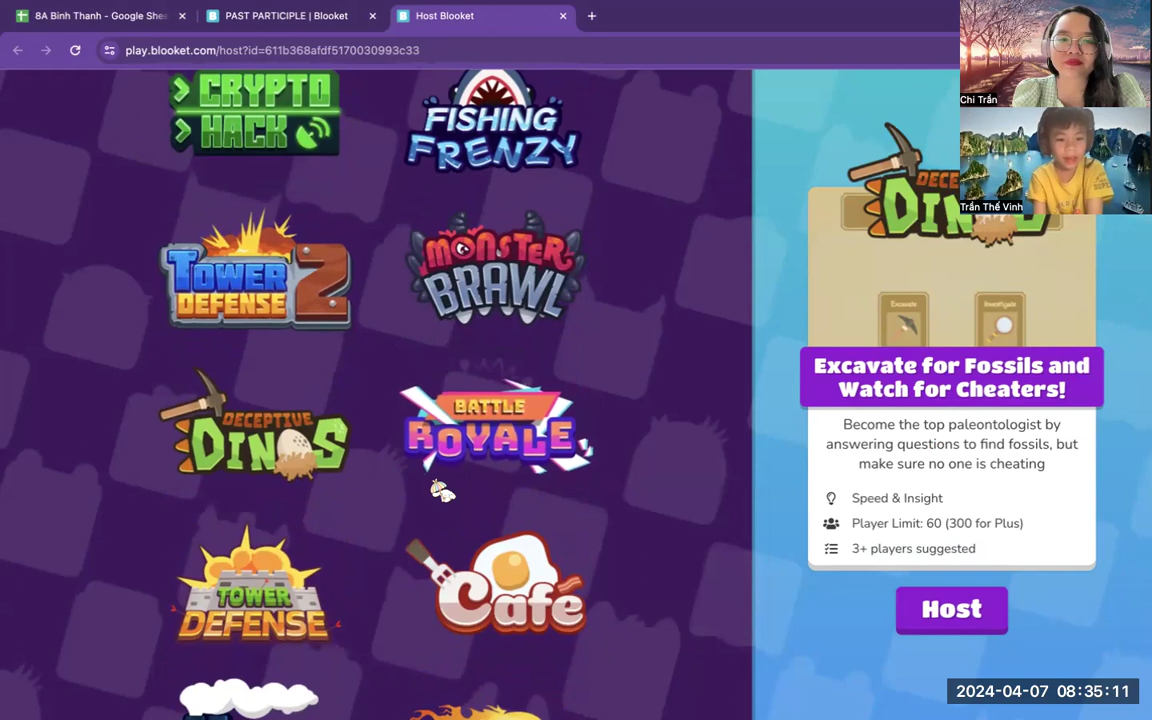 8A Binh Thanh - Google She
PAST PARTICIPLE | Blooket
Host Blooket
play.blooket.com/host?id=611b368afdf5170030993c33
> CRYPTO
> HACK
FISHING
FRENZY
TOWER
DEFENSE 2
MONSTER
BRAWL
DECEPTIVE
DINOS
BATTLE
ROYALE
TOWER
DEFENSE
Cafe
Chi Trần
Trần Thế Vinh
Excavate
Investigate
Excavate for Fossils and
Watch for Cheaters!
Become the top paleontologist by
answering questions to find fossils, but
make sure no one is cheating
Speed & Insight
Player Limit: 60 (300 for Plus)
3+ players suggested
Host
2024-04-07 08:35:11